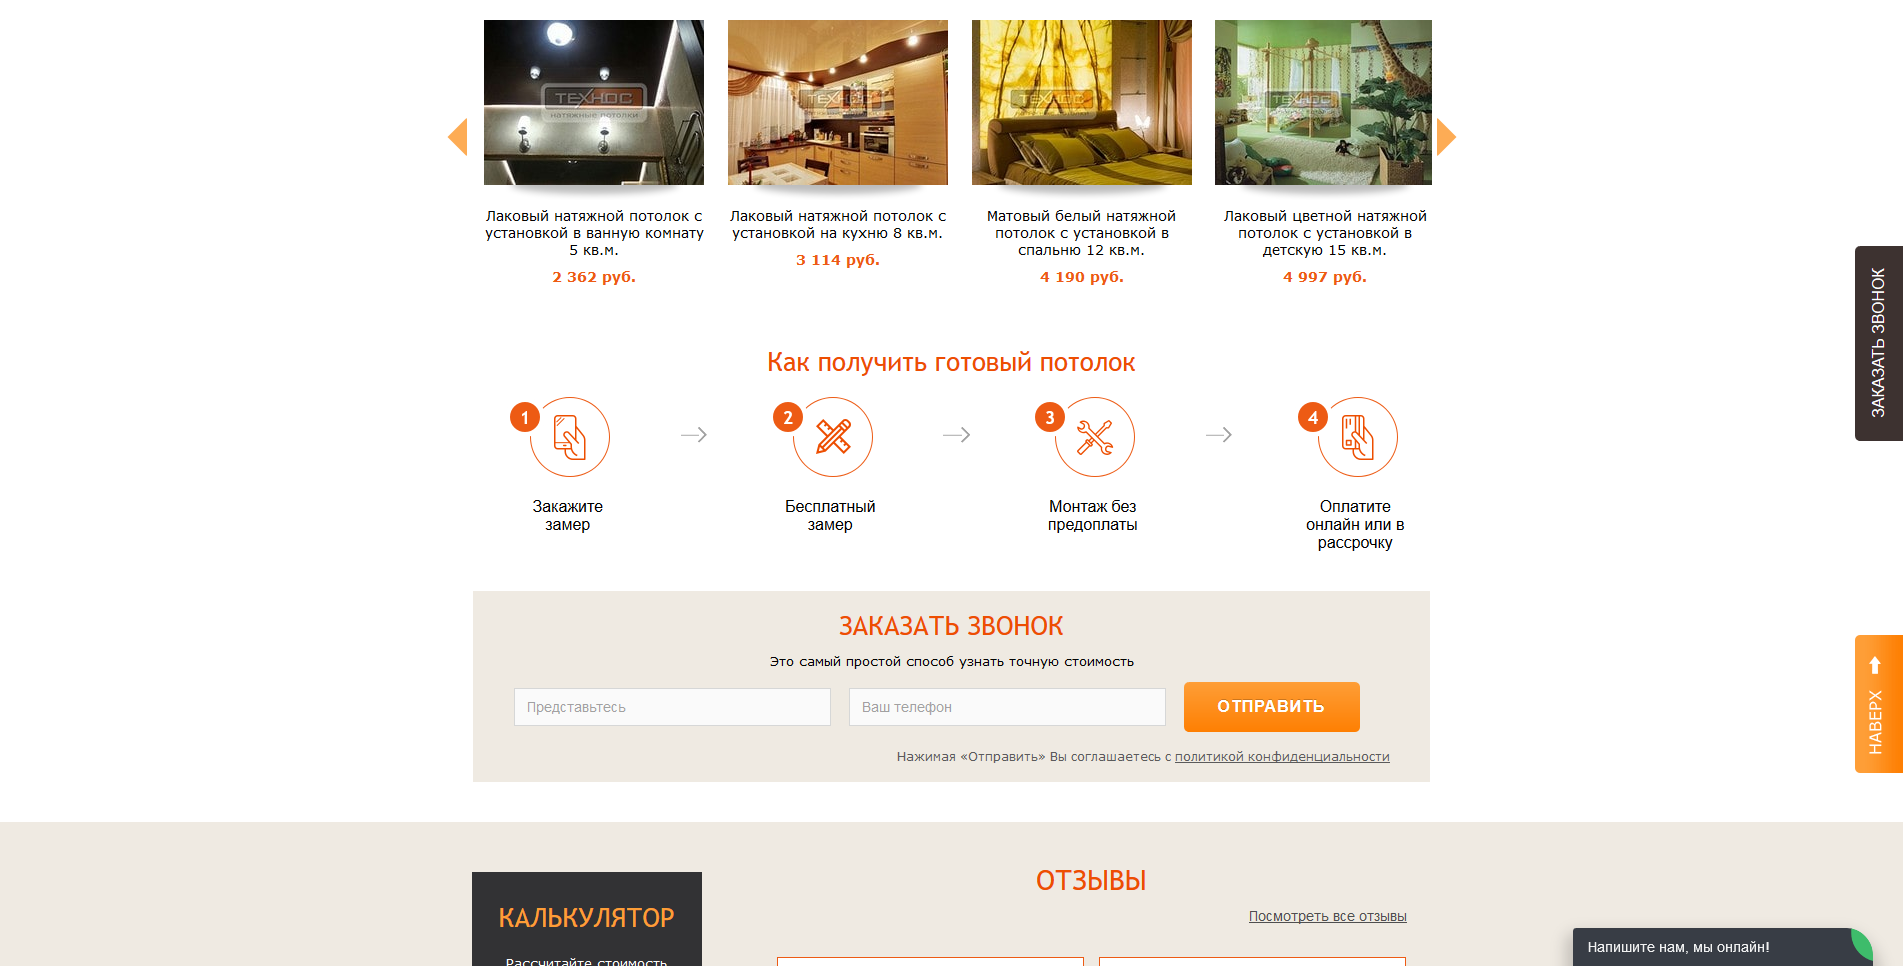 ТЕХНОС
натяжные потолки
ТЕХНОС
ТЕХНОС
ТЕХНОС
Лаковый натяжной потолок с
установкой в ванную комнату
5 кв.м.
2 362 руб.
Лаковый натяжной потолок с
установкой на кухню 8 кв.м.
3 114 руб.
Матовый белый натяжной
потолок с установкой в
спальню 12 кв.м.
4 190 руб.
Лаковый цветной натяжной
потолок с установкой в
детскую 15 кв.м.
4 997 руб.
ЗАКАЗАТЬ ЗВОНОК
Как получить готовый потолок
1
2
3
4
Закажите
замер
Бесплатный
замер
Монтаж без
предоплаты
Оплатите
онлайн или в
рассрочку
ЗАКАЗАТЬ ЗВОНОК
Это самый простой способ узнать точную стоимость
Представьтесь
Ваш телефон
ОТПРАВИТЬ
Нажимая «Отправить» Вы соглашаетесь с политикой конфиденциальности
НАВЕРХ
КАЛЬКУЛЯТОР
Рассчитайте стоимость
ОТЗЫВЫ
Посмотреть все отзывы
Напишите нам, мы онлайн!